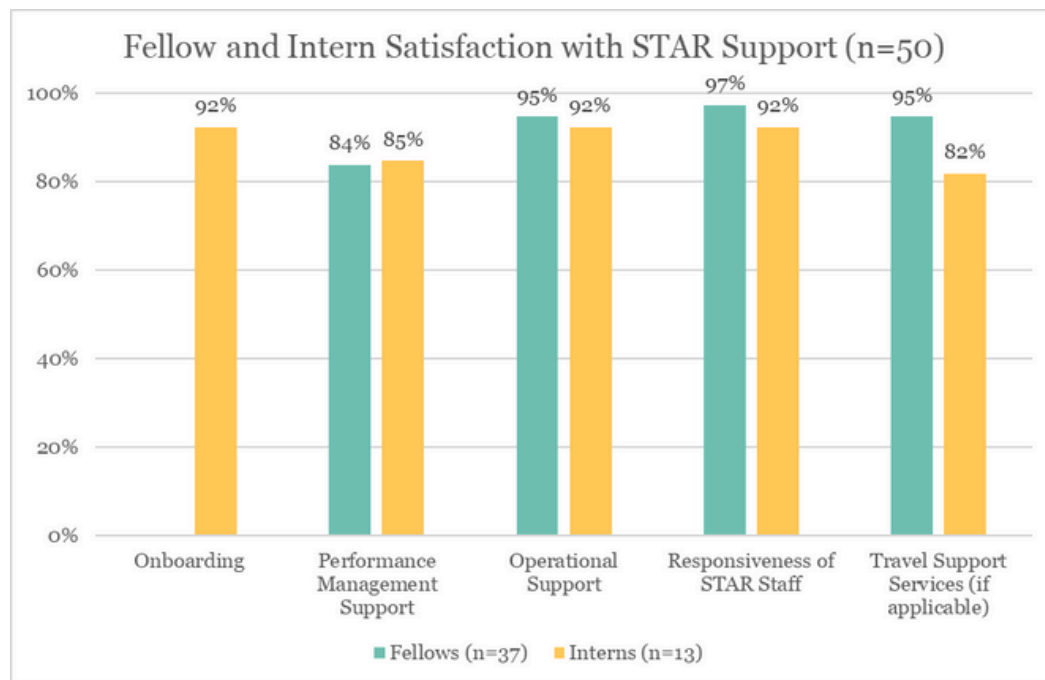 Fellow and Intern Satisfaction with STAR Support (n=50)
100%
80%
60%
40%
20%
0%
92%
84%
85%
95%
92%
97%
92%
95%
82%
Onboarding
Performance
Management
Support
Operational
Support
Responsiveness of
STAR Staff
Travel Support
Services (if
applicable)
Fellows (n=37) Interns (n=13)